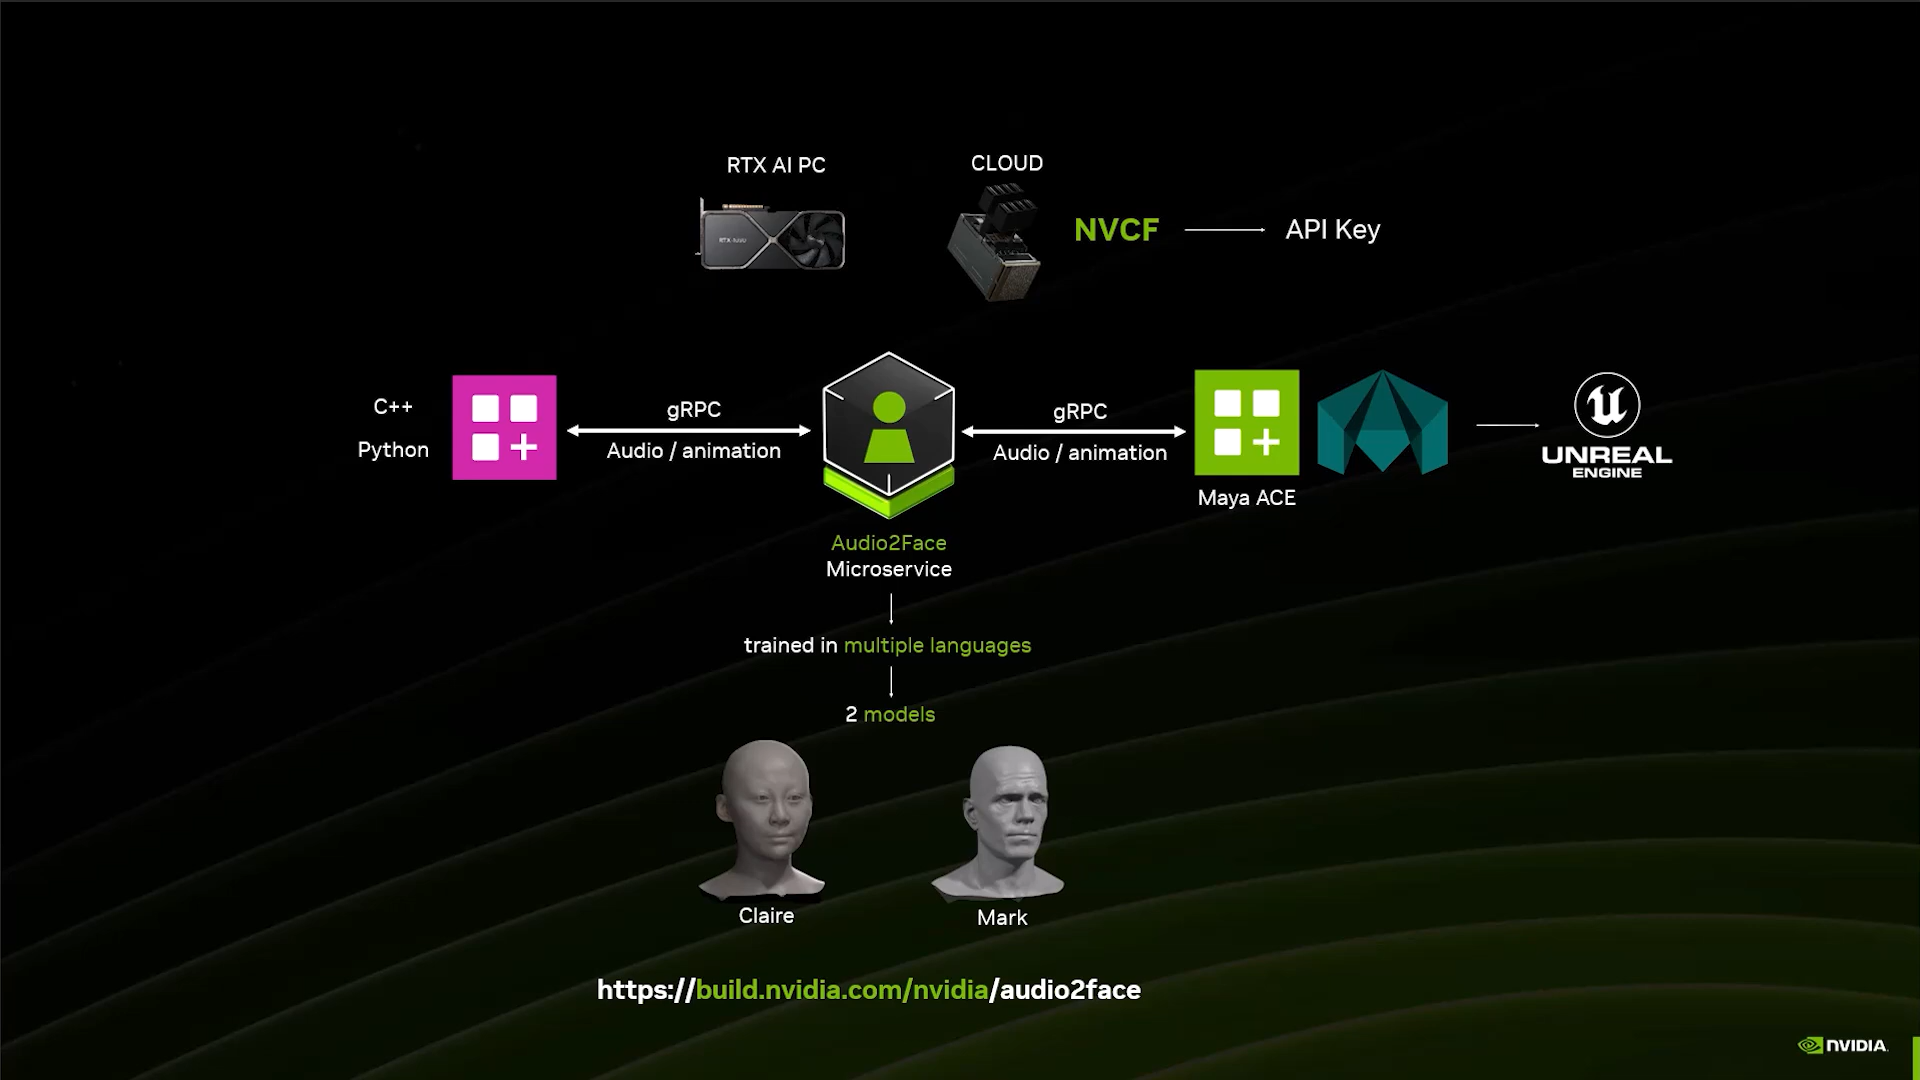 RTX AI PC
CLOUD
NVCF
API Key
C++
Python
gRPC
Audio / animation
gRPC
Audio / animation
Maya ACE
UNREAL
ENGINE
Audio2Face
Microservice
trained in multiple languages
2 models
Claire
Mark
https://build.nvidia.com/nvidia/audio2face
NVIDIA